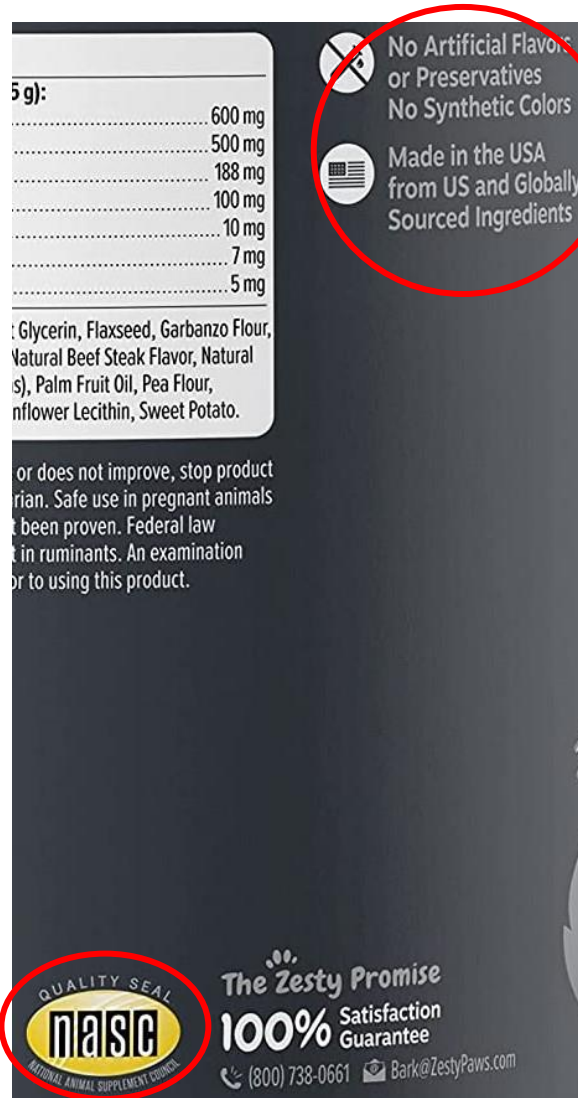 5 g):
600 mg
500 mg
188 mg
100 mg
10 mg
7 mg
5 mg
Glycerin, Flaxseed, Garbanzo Flour,
Natural Beef Steak Flavor, Natural
s), Palm Fruit Oil, Pea Flour,
nflower Lecithin, Sweet Potato.
or does not improve, stop product
rian. Safe use in pregnant animals
been proven. Federal law
in ruminants. An examination
or to using this product.
No Artificial Flavors
or Preservatives
No Synthetic Colors
Made in the USA
from US and Globally
Sourced Ingredients
QUALITY SEAL
nasc
NATIONAL ANIMAL SUPPLEMENT COUNCIL
The Zesty Promise
100% Satisfaction
Guarantee
(800) 738-0661 Bark@ZestyPaws.com